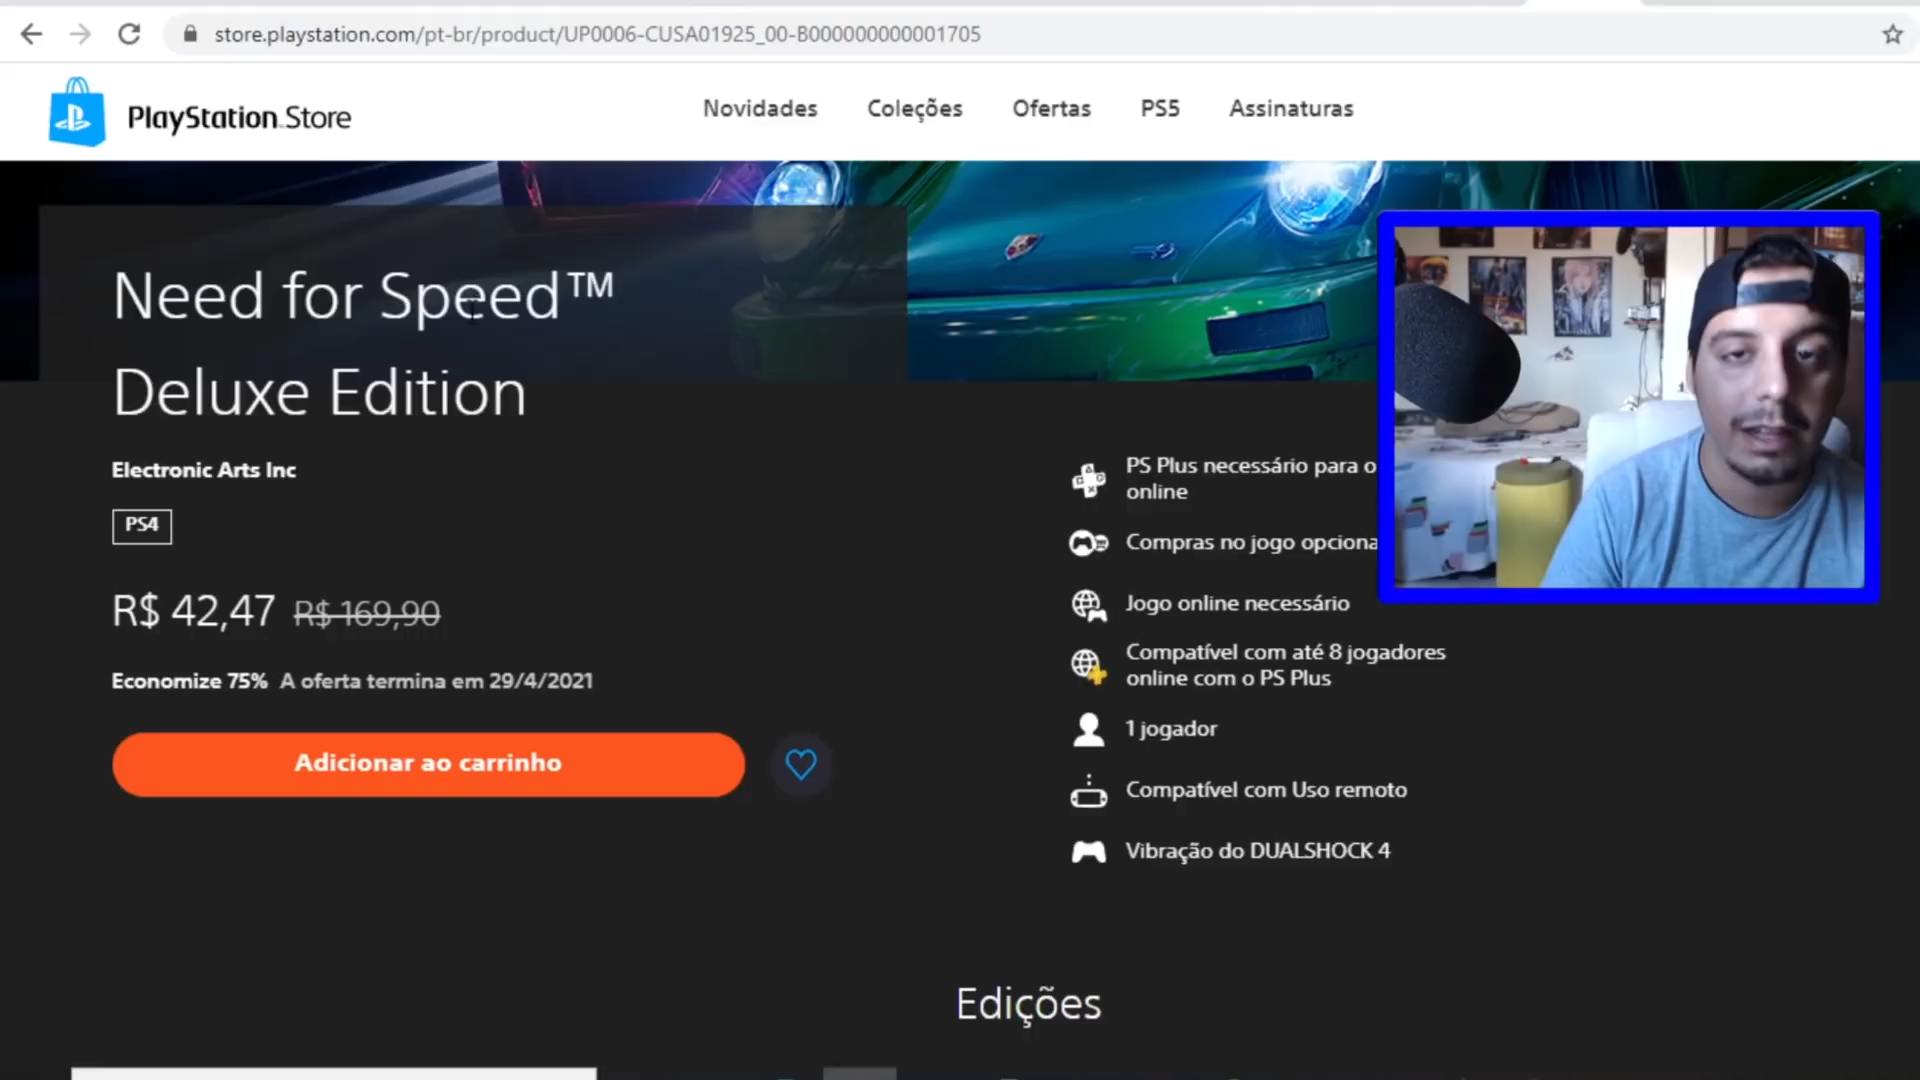 store.playstation.com/pt-br/product/UP0006-CUSA01925_00-B000000000001705
PlayStation Store
Novidades
Coleções
Ofertas
PS5
Assinaturas
Need for Speed™
Deluxe Edition
Electronic Arts Inc
PS4
R$ 42,47 R$ 169,90
Economize 75% A oferta termina em 29/4/2021
Adicionar ao carrinho
PS Plus necessário para o
online
Compras no jogo opciona
Jogo online necessário
Compatível com até 8 jogadores
online com o PS Plus
1 jogador
Compatível com Uso remoto
Vibração do DUALSHOCK 4
Edições